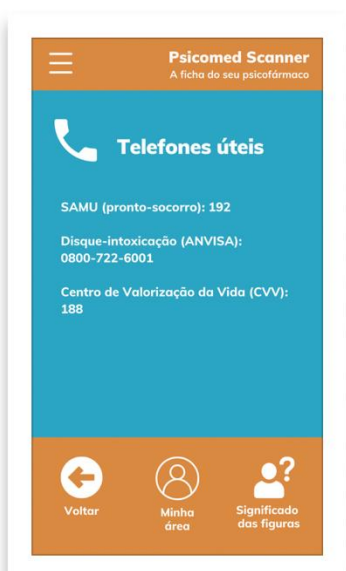 Psicomed Scanner
A ficha do seu psicofármaco
Telefones úteis
SAMU (pronto-socorro): 192
Disque-intoxicação (ANVISA):
0800-722-6001
Centro de Valorização da Vida (CVV):
188
Voltar
Minha
área
?
Significado
das figuras